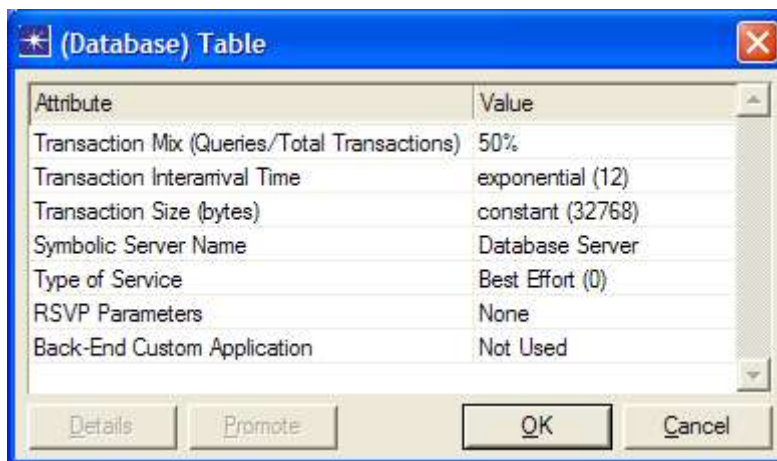 (Database) Table
Attribute Value
Transaction Mix (Queries/Total Transactions) 50%
Transaction Interarrival Time exponential (12)
Transaction Size (bytes) constant (32768)
Symbolic Server Name Database Server
Type of Service Best Effort (0)
RSVP Parameters None
Back-End Custom Application Not Used
Details Promote OK Cancel